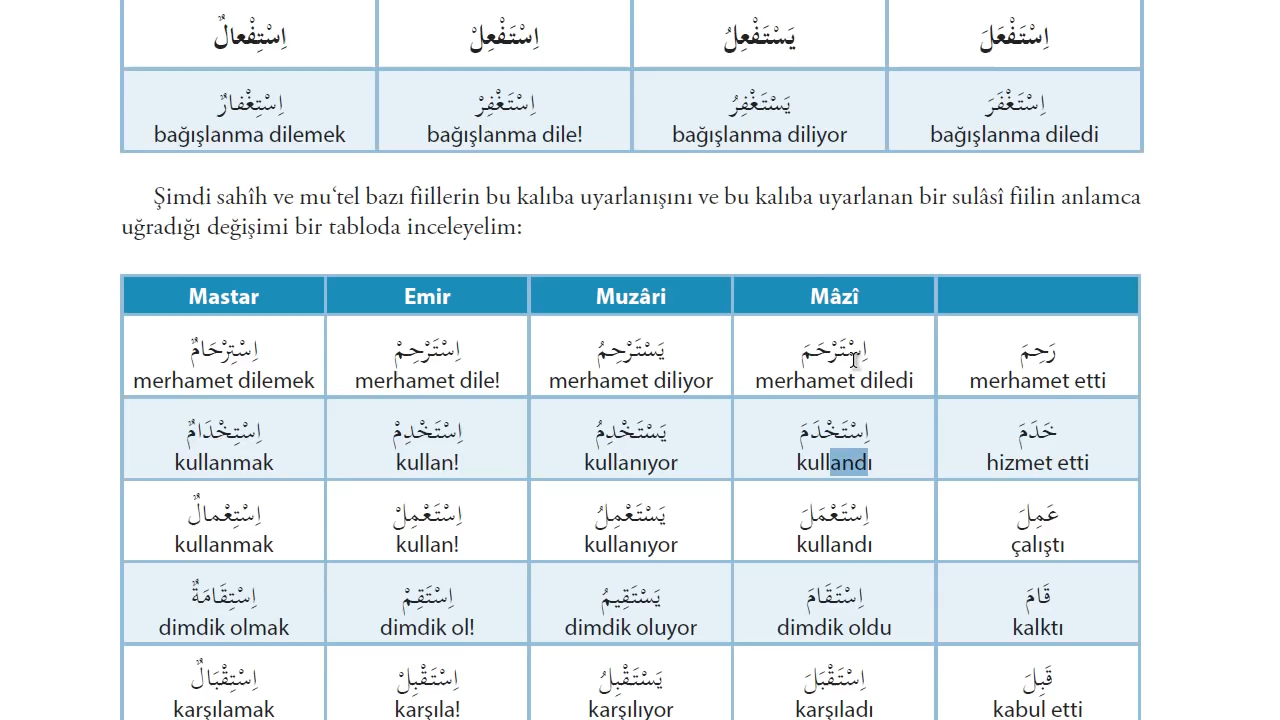 اِسْتَفْعَلَ يَسْتَفْعِلُ اِسْتَفْعِلْ اِسْتِفْعالٌ
اِسْتَغْفَرَ يَسْتَغْفِرُ اِسْتَغْفِرْ اِسْتِغْفارٌ
bağışlanma dilemek bağışlanma dile! bağışlanma diliyor bağışlanma diledi
Şimdi sahîh ve mu‘tel bazı fiillerin bu kalıba uyarlanışını ve bu kalıba uyarlanan bir sulâsî fiilin anlamca
uğradığı değişimi bir tabloda inceleyelim:
Mastar Emir Muzâri Mâzî
رَحِمَ اِسْتَرْحَمَ يَسْتَرْحِمُ اِسْتَرْحِمْ اِسْتِرْحَامٌ
merhamet dilemek merhamet dile! merhamet diliyor merhamet diledi merhamet etti
خَدَمَ اِسْتَخْدَمَ يَسْتَخْدِمُ اِسْتَخْدِمْ اِسْتِخْدَامٌ
kullanmak kullan! kullanıyor kullandı hizmet etti
عَمِلَ اِسْتَعْمَلَ يَسْتَعْمِلُ اِسْتَعْمِلْ اِسْتِعْمالٌ
kullanmak kullan! kullanıyor kullandı çalıştı
قَامَ اِسْتَقَامَ يَسْتَقِيمُ اِسْتَقِمْ اِسْتِقَامَةٌ
dimdik olmak dimdik ol! dimdik oluyor dimdik oldu kalktı
قَبِلَ اِسْتَقْبَلَ يَسْتَقْبِلُ اِسْتَقْبِلْ اِسْتِقْبَالٌ
karşılamak karşıla! karşılıyor karşıladı kabul etti